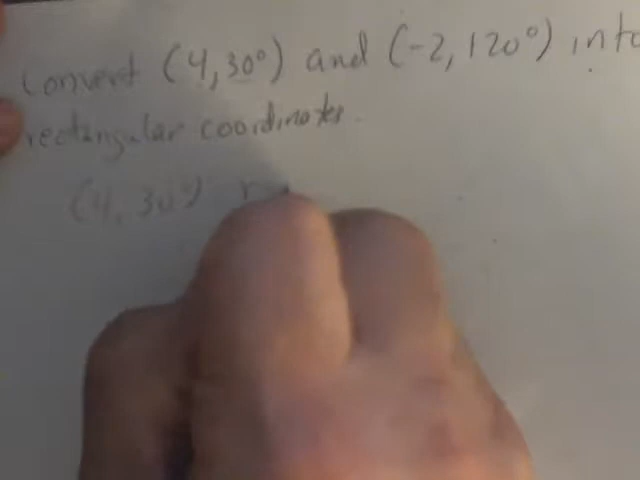 Convert (4, 30°) and (-2, 120°) into
rectangular coordinates.
(4, 30°) r